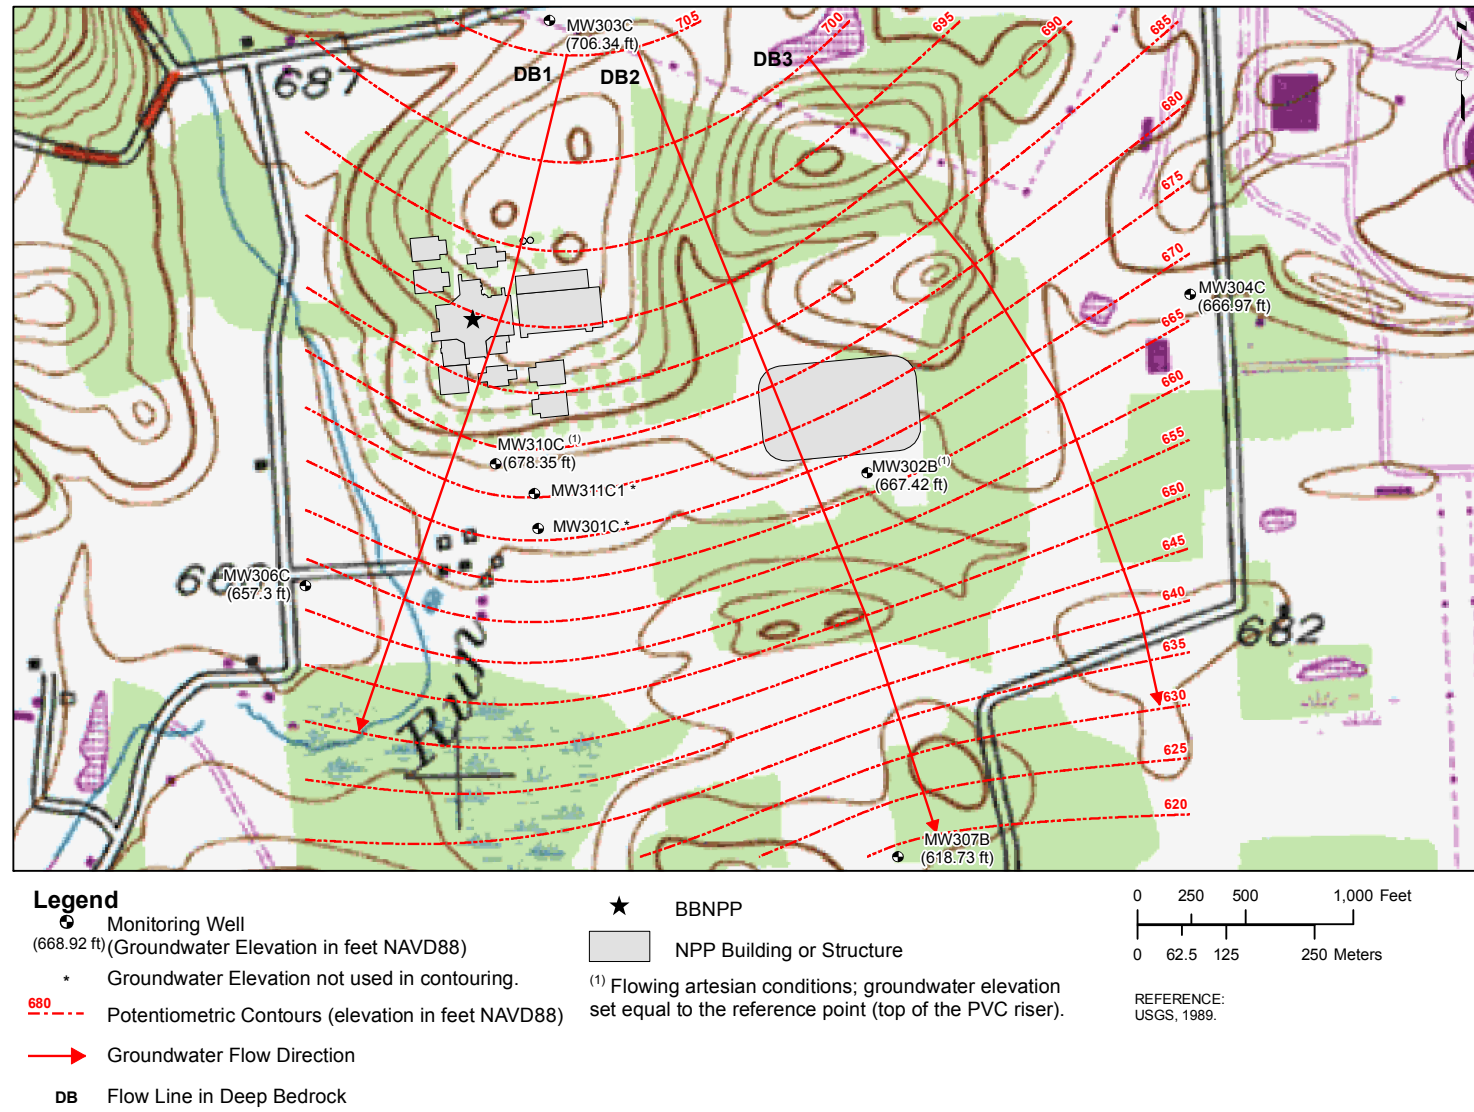 MW303C
(706.34 ft)
705
700
695
690
685
DB1
DB2
DB3
687
680
675
670
MW304C
(666.97 ft)
665
660
655
650
645
640
635
630
625
620
MW310C (1)
(678.35 ft)
MW311C1 *
MW301C *
MW302B(1)
(667.42 ft)
MW306C
(657.3 ft)
682
Run
MW307B
(618.73 ft)
Legend
Monitoring Well
(668.92 ft) (Groundwater Elevation in feet NAVD88)
* Groundwater Elevation not used in contouring.
680
Potentiometric Contours (elevation in feet NAVD88)
Groundwater Flow Direction
DB Flow Line in Deep Bedrock
★ BBNPP
NPP Building or Structure
(1) Flowing artesian conditions; groundwater elevation
set equal to the reference point (top of the PVC riser).
0 250 500 1,000 Feet
0 62.5 125 250 Meters
REFERENCE:
USGS, 1989.